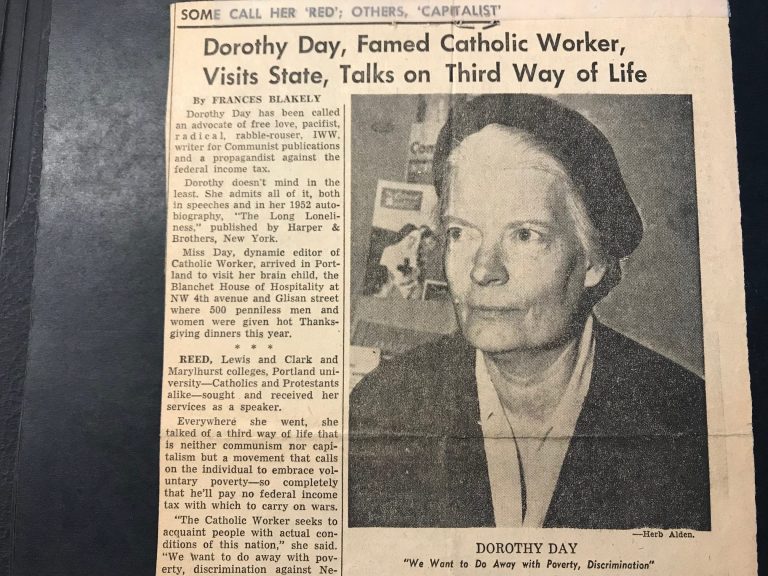 SOME CALL HER 'RED'; OTHERS, 'CAPITALIST'
Dorothy Day, Famed Catholic Worker,
Visits State, Talks on Third Way of Life
By FRANCES BLAKELY
Dorothy Day has been called
an advocate of free love, pacifist,
radical, rabble-rouser, IWW,
writer for Communist publications
and a propagandist against the
federal income tax.
Dorothy doesn't mind in the
least. She admits all of it, both
in speeches and in her 1952 auto-
biography, "The Long Loneli-
ness," published by Harper &
Brothers, New York.
Miss Day, dynamic editor of
Catholic Worker, arrived in Port-
land to visit her brain child, the
Blanchet House of Hospitality at
NW 4th avenue and Glisan street
where 500 penniless men and
women were given hot Thanks-
giving dinners this year.
* * *
REED, Lewis and Clark and
Marylhurst colleges, Portland uni-
versity—Catholics and Protestants
alike—sought and received her
services as a speaker.
Everywhere she went, she
talked of a third way of life that
is neither communism nor capi-
talism but a movement that calls
on the individual to embrace vol-
untary poverty—so completely
that he'll pay no federal income
tax with which to carry on wars.
"The Catholic Worker seeks to
acquaint people with actual con-
ditions of this nation," she said.
"We want to do away with pov-
erty, discrimination against Ne-
Com
—Herb Alden.
DOROTHY DAY
"We Want to Do Away with Poverty, Discrimination"